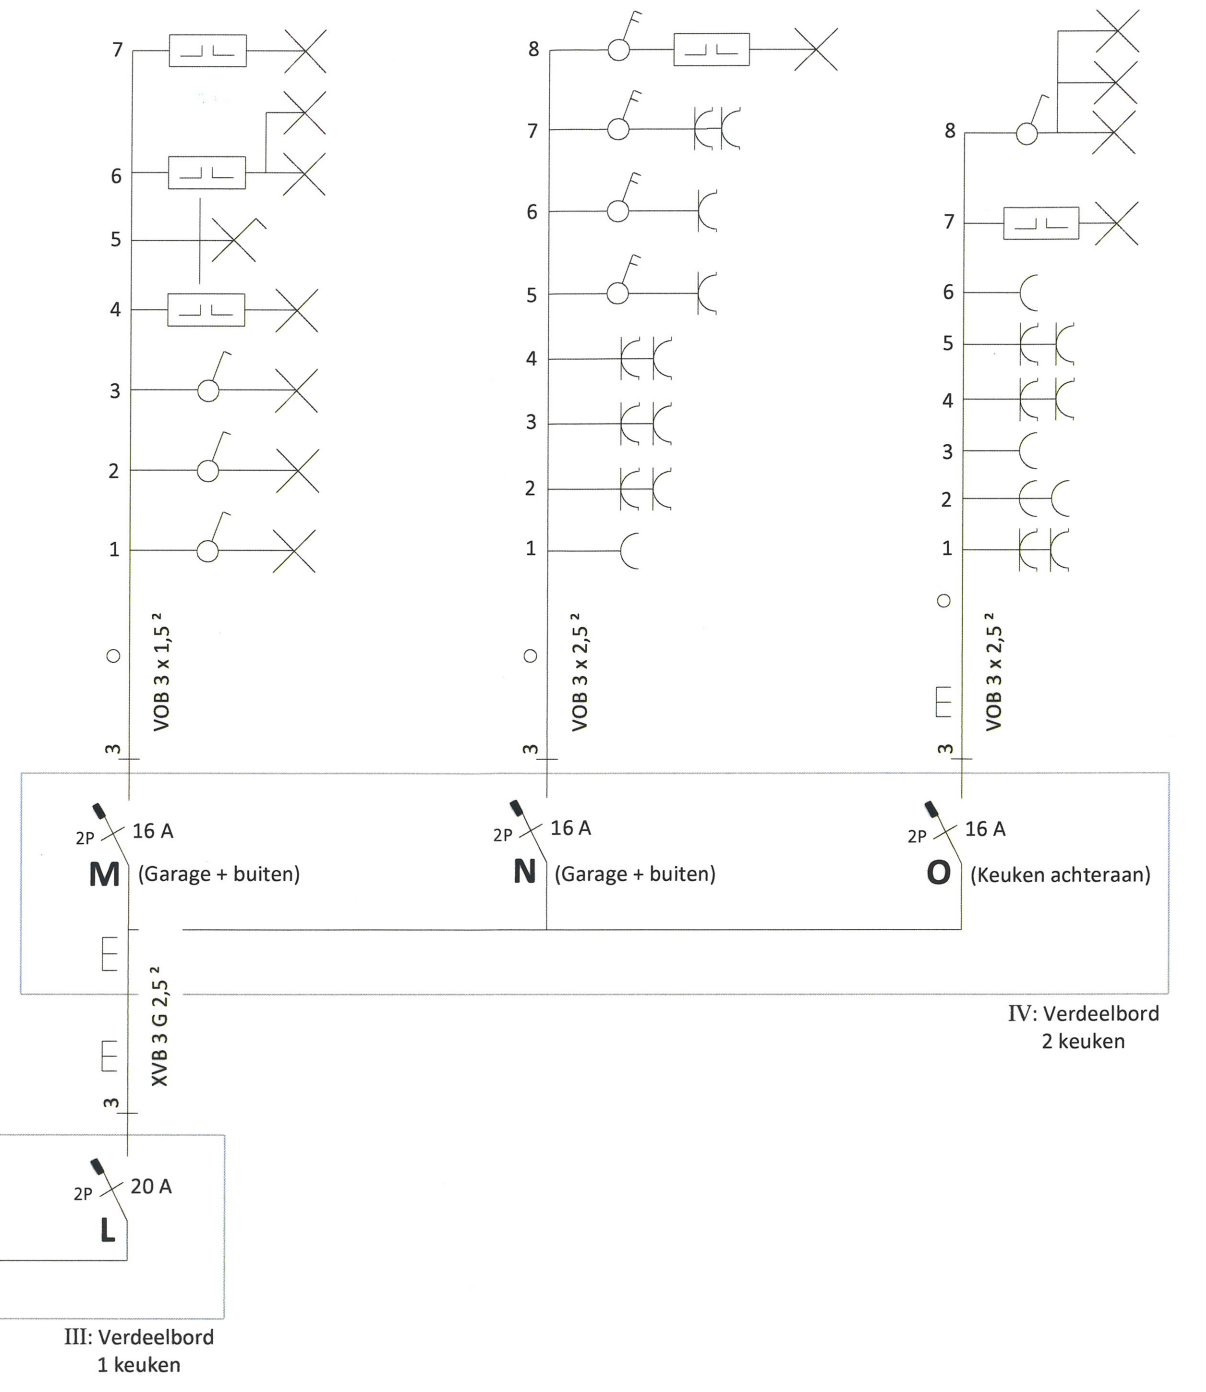 7
6
5
4
3
2
1
VOB 3 x 1,5 ²
3
8
7
6
5
4
3
2
1
VOB 3 x 2,5 ²
3
8
7
6
5
4
3
2
1
VOB 3 x 2,5 ²
3
2P 16 A
M (Garage + buiten)
2P 16 A
N (Garage + buiten)
2P 16 A
O (Keuken achteraan)
XVB 3 G 2,5 ²
3
IV: Verdeelbord
2 keuken
2P 20 A
L
III: Verdeelbord
1 keuken